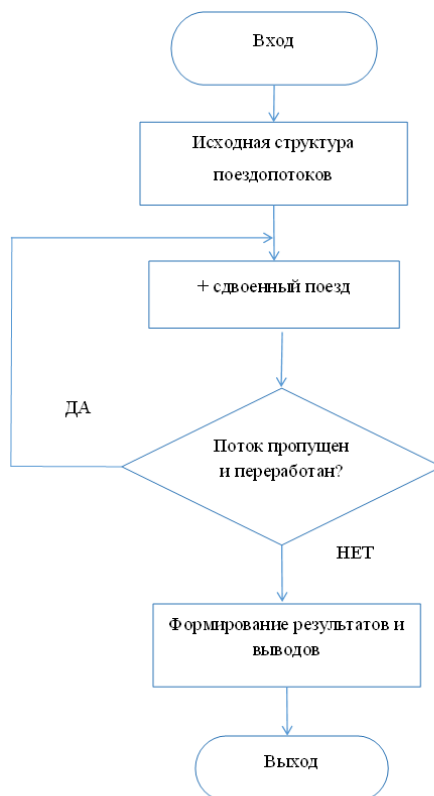 Вход
Исходная структура
поездопотоков
+ сдвоенный поезд
ДА
Поток пропущен
и переработан?
НЕТ
Формирование результатов и
выводов
Выход